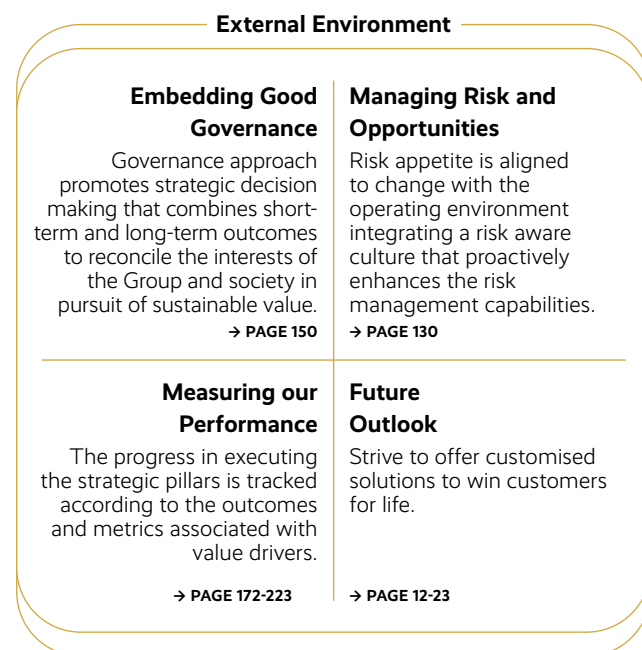 External Environment
Embedding Good
Governance
Governance approach
promotes strategic decision
making that combines short-
term and long-term outcomes
to reconcile the interests of
the Group and society in
pursuit of sustainable value.
→ PAGE 150
Managing Risk and
Opportunities
Risk appetite is aligned
to change with the
operating environment
integrating a risk aware
culture that proactively
enhances the risk
management capabilities.
→ PAGE 130
Measuring our
Performance
The progress in executing
the strategic pillars is tracked
according to the outcomes
and metrics associated with
value drivers.
→ PAGE 172-223
Future
Outlook
Strive to offer customised
solutions to win customers
for life.
→ PAGE 12-23